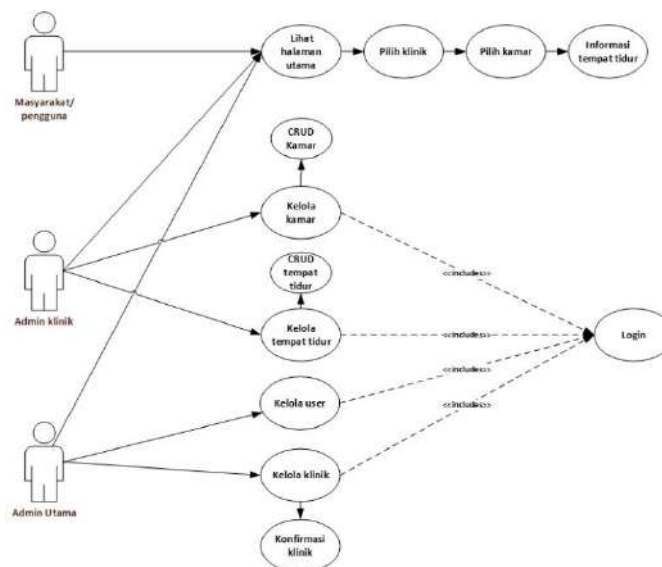 Lihat
halaman
utama
Pilih klinik
Pilih kamar
Informasi
tempat tidur
Masyarakat/
pengguna
CRUD
Kamar
Kelola
kamar
<<includes>>
Admin klinik
CRUD
tempat
tidur
Kelola
tempat tidur
<<includes>>
Login
<<includes>>
Kelola user
<<includes>>
Admin Utama
Kelola klinik
Konfirmasi
klinik